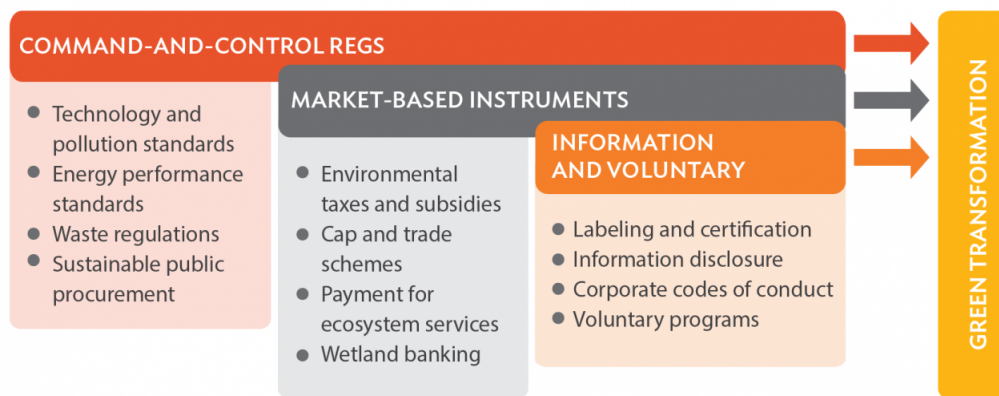 COMMAND-AND-CONTROL REGS
Technology and
pollution standards
Energy performance
standards
Waste regulations
Sustainable public
procurement
MARKET-BASED INSTRUMENTS
Environmental
taxes and subsidies
Cap and trade
schemes
Payment for
ecosystem services
Wetland banking
INFORMATION
AND VOLUNTARY
Labeling and certification
Information disclosure
Corporate codes of conduct
Voluntary programs
GREEN TRANSFORMATION